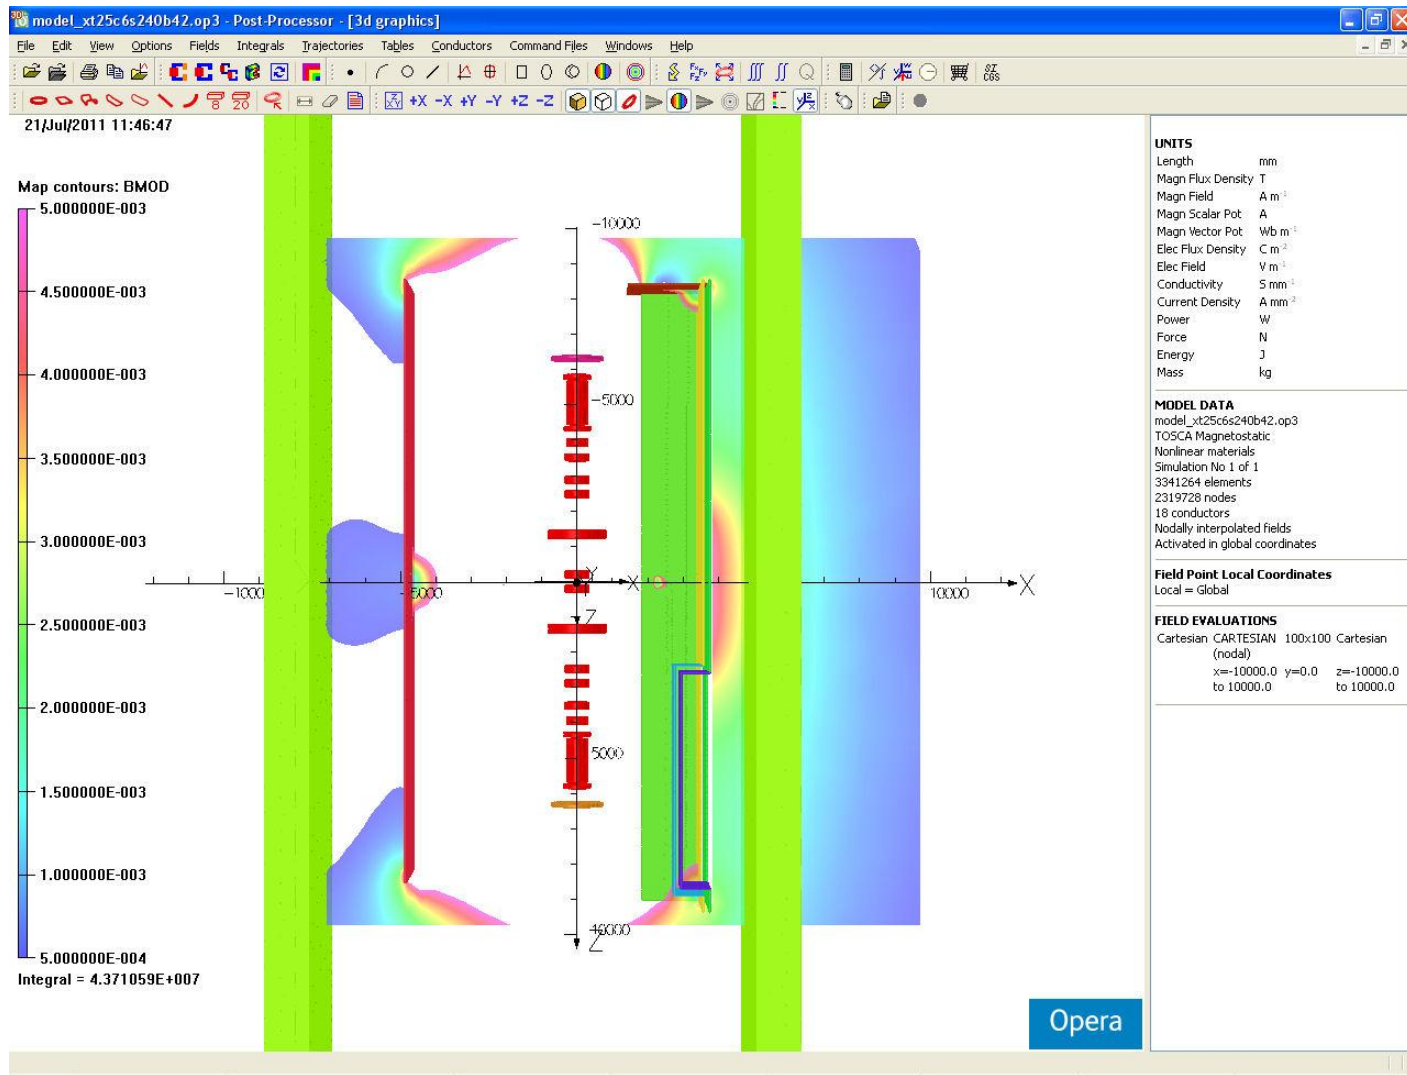 model_xt25c6s240b42.op3 - Post-Processor - [3d graphics]
File Edit View Options Fields Integrals Trajectories Tables Conductors Command Files Windows Help
+X -X +Y -Y +Z -Z
21/Jul/2011 11:46:47
Map contours: BMOD
5.000000E-003
4.500000E-003
4.000000E-003
3.500000E-003
3.000000E-003
2.500000E-003
2.000000E-003
1.500000E-003
1.000000E-003
5.000000E-004
Integral = 4.371059E+007
-10000
-5000
-1000
-5000
10000
X
X
Y
Z
5000
10000
Z
Opera
UNITS
Length mm
Magn Flux Density T
Magn Field A m⁻¹
Magn Scalar Pot A
Magn Vector Pot Wb m⁻¹
Elec Flux Density C m⁻²
Elec Field V m⁻¹
Conductivity S mm⁻¹
Current Density A mm⁻²
Power W
Force N
Energy J
Mass kg
MODEL DATA
model_xt25c6s240b42.op3
TOSCA Magnetostatic
Nonlinear materials
Simulation No 1 of 1
3341264 elements
2319728 nodes
18 conductors
Nodally interpolated fields
Activated in global coordinates
Field Point Local Coordinates
Local = Global
FIELD EVALUATIONS
Cartesian CARTESIAN 100x100 Cartesian
(nodal)
x=-10000.0 y=0.0 z=-10000.0
to 10000.0 to 10000.0